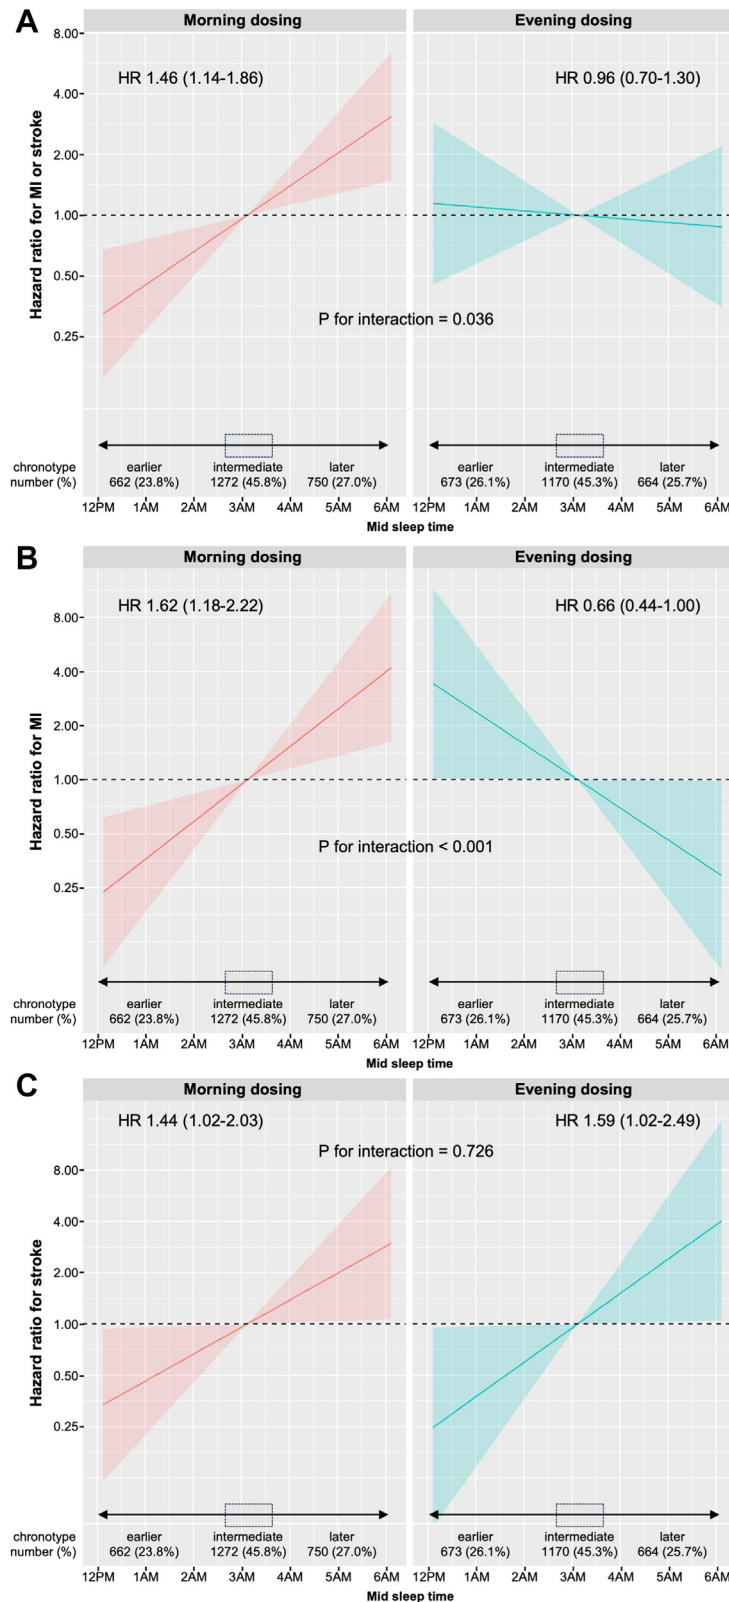 A
Morning dosing Evening dosing
HR 1.46 (1.14-1.86) HR 0.96 (0.70-1.30)
P for interaction = 0.036
Hazard ratio for MI or stroke
8.00
4.00
2.00
1.00
0.50
0.25
chronotype earlier intermediate later earlier intermediate later
number (%) 662 (23.8%) 1272 (45.8%) 750 (27.0%) 673 (26.1%) 1170 (45.3%) 664 (25.7%)
12PM 1AM 2AM 3AM 4AM 5AM 6AM 12PM 1AM 2AM 3AM 4AM 5AM 6AM
Mid sleep time
B
Morning dosing Evening dosing
HR 1.62 (1.18-2.22) HR 0.66 (0.44-1.00)
P for interaction < 0.001
Hazard ratio for MI
8.00
4.00
2.00
1.00
0.50
0.25
chronotype earlier intermediate later earlier intermediate later
number (%) 662 (23.8%) 1272 (45.8%) 750 (27.0%) 673 (26.1%) 1170 (45.3%) 664 (25.7%)
12PM 1AM 2AM 3AM 4AM 5AM 6AM 12PM 1AM 2AM 3AM 4AM 5AM 6AM
Mid sleep time
C
Morning dosing Evening dosing
HR 1.44 (1.02-2.03) HR 1.59 (1.02-2.49)
P for interaction = 0.726
Hazard ratio for stroke
8.00
4.00
2.00
1.00
0.50
0.25
chronotype earlier intermediate later earlier intermediate later
number (%) 662 (23.8%) 1272 (45.8%) 750 (27.0%) 673 (26.1%) 1170 (45.3%) 664 (25.7%)
12PM 1AM 2AM 3AM 4AM 5AM 6AM 12PM 1AM 2AM 3AM 4AM 5AM 6AM
Mid sleep time